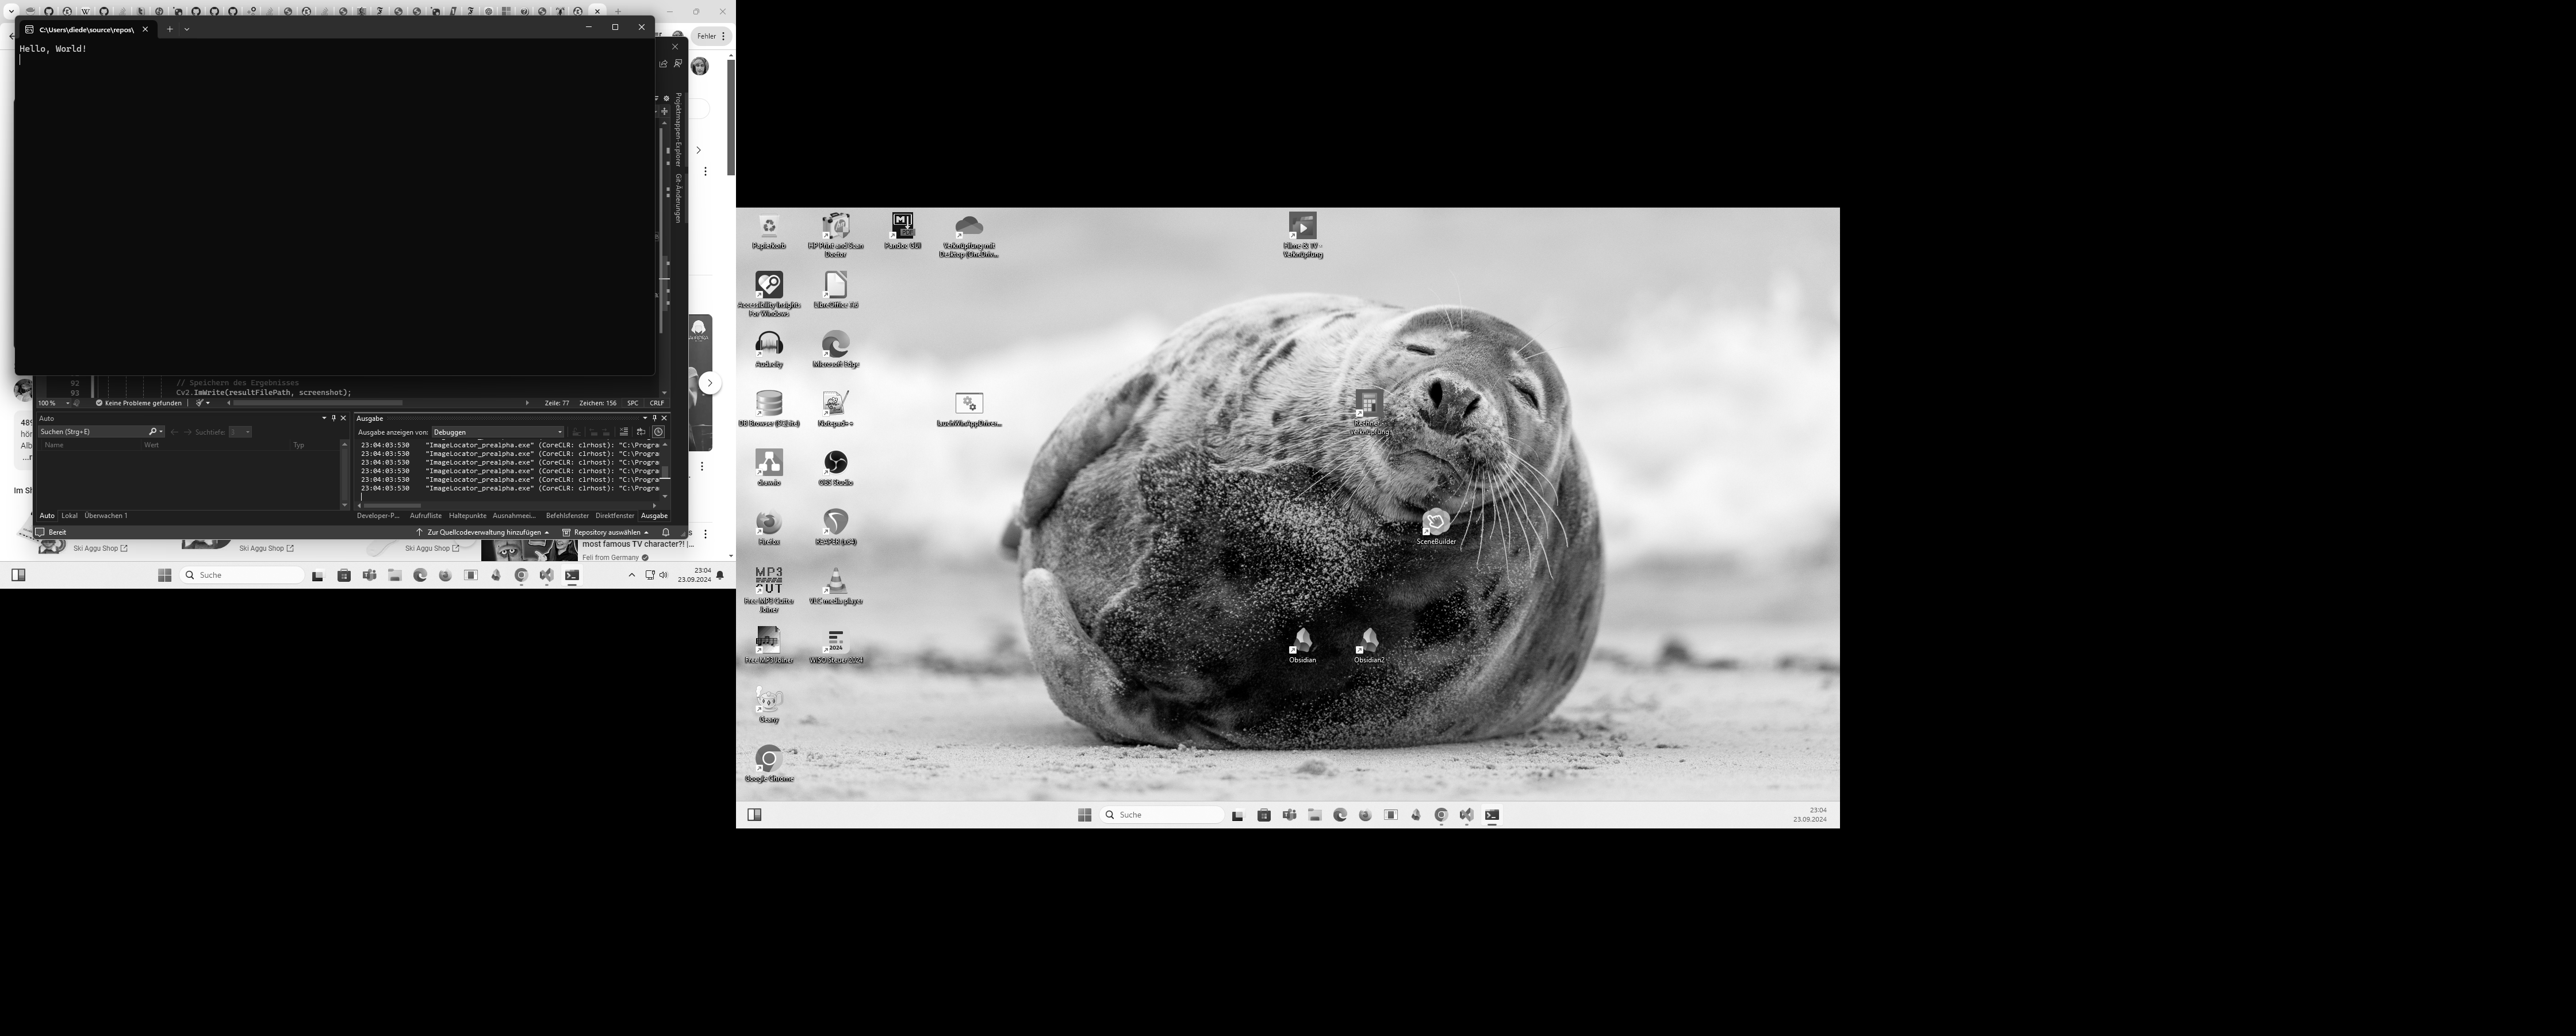 C:\Users\diede\source\repos\
Hello, World!
Fehler
Projektmappen-Explorer
Git-Änderungen
92 // Speichern des Ergebnisses
93 Cv2.ImWrite(resultFilePath, screenshot);
100 % Keine Probleme gefunden Zeile: 77 Zeichen: 156 SPC CRLF
Auto
Suchen (Strg+E) Suchtiefe:
Name Wert Typ
Auto Lokal Überwachen 1
Ausgabe
Ausgabe anzeigen von: Debuggen
23:04:03:530 "ImageLocator_prealpha.exe" (CoreCLR: clrhost): "C:\Progra
23:04:03:530 "ImageLocator_prealpha.exe" (CoreCLR: clrhost): "C:\Progra
23:04:03:530 "ImageLocator_prealpha.exe" (CoreCLR: clrhost): "C:\Progra
23:04:03:530 "ImageLocator_prealpha.exe" (CoreCLR: clrhost): "C:\Progra
23:04:03:530 "ImageLocator_prealpha.exe" (CoreCLR: clrhost): "C:\Progra
23:04:03:530 "ImageLocator_prealpha.exe" (CoreCLR: clrhost): "C:\Progra
Developer-P... Aufrufliste Haltepunkte Ausnahmeei... Befehlsfenster Direktfenster Ausgabe
Bereit Zur Quellcodeverwaltung hinzufügen Repository auswählen
Ski Aggu Shop Ski Aggu Shop Ski Aggu Shop
most famous TV character?! |...
Fell from Germany
Suche
23:04
23.09.2024
Papierkorb
HP Print and Scan
Doctor
Pandoc GUI
Verknüpfung mit
Desktop (OneDriv...
Filme & TV -
Verknüpfung
Accessibility Insights
For Windows
LibreOffice
Audacity
Microsoft Edge
DB Browser (SQLite)
Notepad++
LaunchWinAppDriver...
Rechner -
Verknüpfung
draw.io
OBS Studio
Firefox
REAPER (x64)
SceneBuilder
MP3
CUT
Free MP3 Cutter
Joiner
VLC media player
Free MP3 Joiner
2024
WISO Steuer 2024
Obsidian
Obsidian2
Geany
Google Chrome
Suche
23:04
23.09.2024